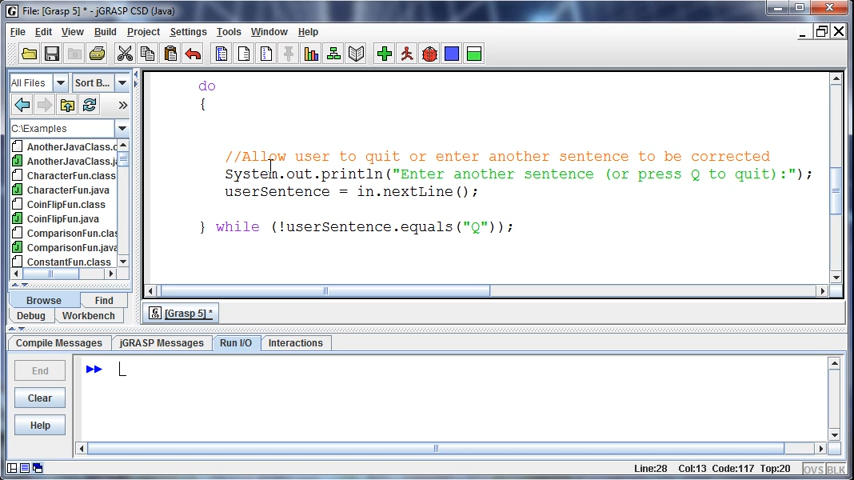 File: [Grasp 5] * - jGRASP CSD (Java)
File Edit View Build Project Settings Tools Window Help
All Files Sort B...
C:\Examples
AnotherJavaClass.c
AnotherJavaClass.ja
CharacterFun.class
CharacterFun.java
CoinFlipFun.class
CoinFlipFun.java
ComparisonFun.cla
ComparisonFun.java
ConstantFun.class
Browse Find
Debug Workbench
do
{
//Allow user to quit or enter another sentence to be corrected
System.out.println("Enter another sentence (or press Q to quit):");
userSentence = in.nextLine();
} while (!userSentence.equals("Q"));
[Grasp 5] *
Compile Messages jGRASP Messages Run I/O Interactions
End
Clear
Help
Line:28 Col:13 Code:117 Top:20 OVS BLK